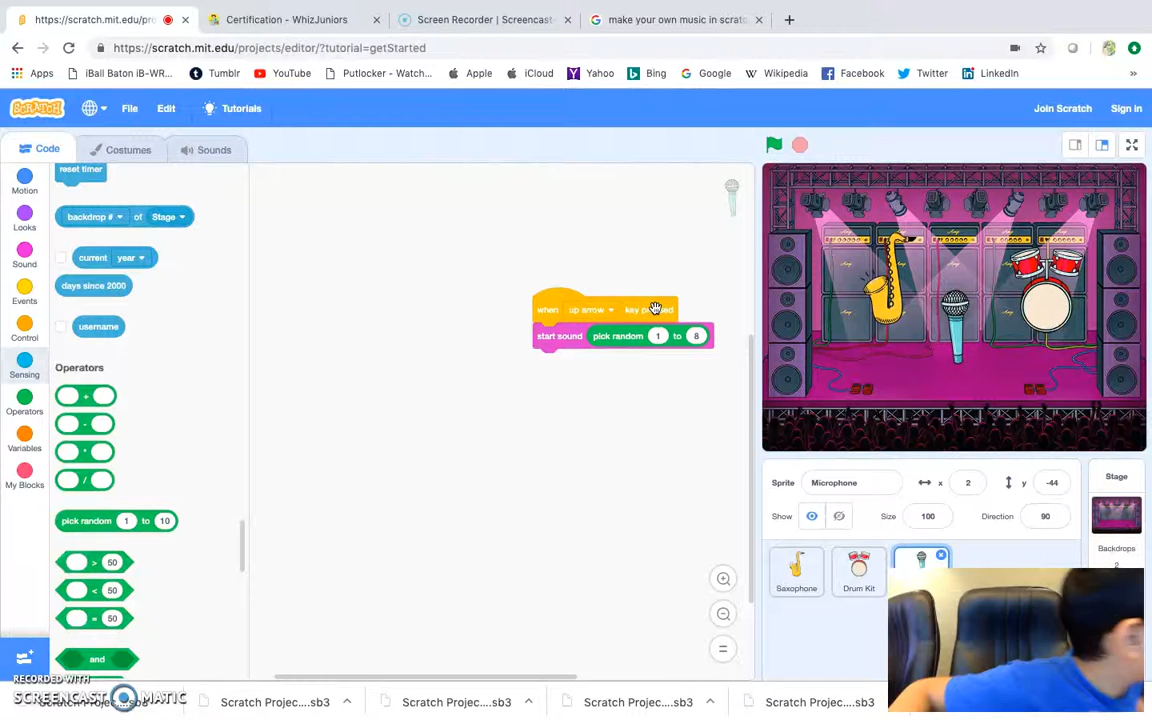 https://scratch.mit.edu/pro
Certification - WhizJuniors
Screen Recorder | Screencast-
make your own music in scratc
https://scratch.mit.edu/projects/editor/?tutorial=getStarted
Apps iBall Baton iB-WR... Tumblr YouTube Putlocker - Watch... Apple iCloud Yahoo Bing Google Wikipedia Facebook Twitter LinkedIn »
SCRATCH File Edit Tutorials Join Scratch Sign in
Code Costumes Sounds
Motion
Looks
Sound
Events
Control
Sensing
Operators
Variables
My Blocks
reset timer
backdrop # of Stage
current year
days since 2000
username
Operators
+
-
*
/
pick random 1 to 10
> 50
< 50
= 50
and
when up arrow key pressed
start sound pick random 1 to 8
Sprite Microphone x 2 y -44
Show Size 100 Direction 90
Saxophone
Drum Kit
Stage
Backdrops
2
RECORDED WITH
SCREENCAST MATIC
Scratch Projec....sb3
Scratch Projec....sb3
Scratch Projec....sb3
Scratch Projec....sb3